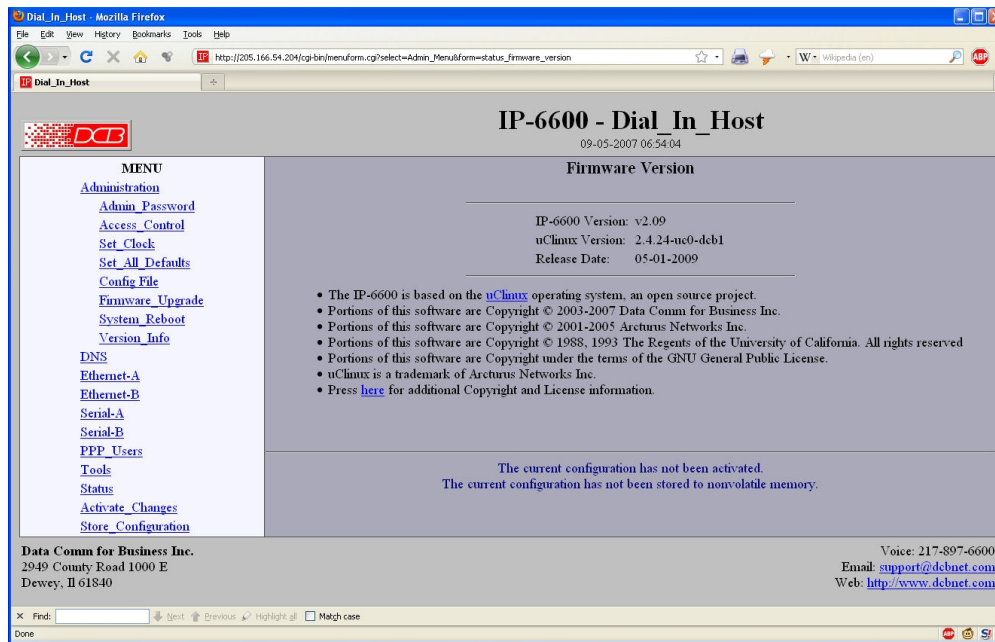 Dial_In_Host - Mozilla Firefox
File Edit View History Bookmarks Tools Help
http://205.166.54.204/cgi-bin/menuform.cgi?select=Admin_Menu&form=status_firmware_version
Wikipedia (en)
ABP
Dial_In_Host
DCB
IP-6600 - Dial_In_Host
09-05-2007 06:54:04
MENU
Administration
Admin_Password
Access_Control
Set_Clock
Set_All_Defaults
Config File
Firmware_Upgrade
System_Reboot
Version_Info
DNS
Ethernet-A
Ethernet-B
Serial-A
Serial-B
PPP_Users
Tools
Status
Activate_Changes
Store_Configuration
Firmware Version
IP-6600 Version: v2.09
uClinux Version: 2.4.24-uc0-dcb1
Release Date: 05-01-2009
• The IP-6600 is based on the uClinux operating system, an open source project.
• Portions of this software are Copyright © 2003-2007 Data Comm for Business Inc.
• Portions of this software are Copyright © 2001-2005 Arcturus Networks Inc.
• Portions of this software are Copyright © 1988, 1993 The Regents of the University of California. All rights reserved
• Portions of this software are Copyright under the terms of the GNU General Public License.
• uClinux is a trademark of Arcturus Networks Inc.
• Press here for additional Copyright and License information.
The current configuration has not been activated.
The current configuration has not been stored to nonvolatile memory.
Data Comm for Business Inc.
2949 County Road 1000 E
Dewey, Il 61840
Voice: 217-897-6600
Email: support@dcbnet.com
Web: http://www.dcbnet.com
Find: Next Previous Highlight all Match case
Done
ABP